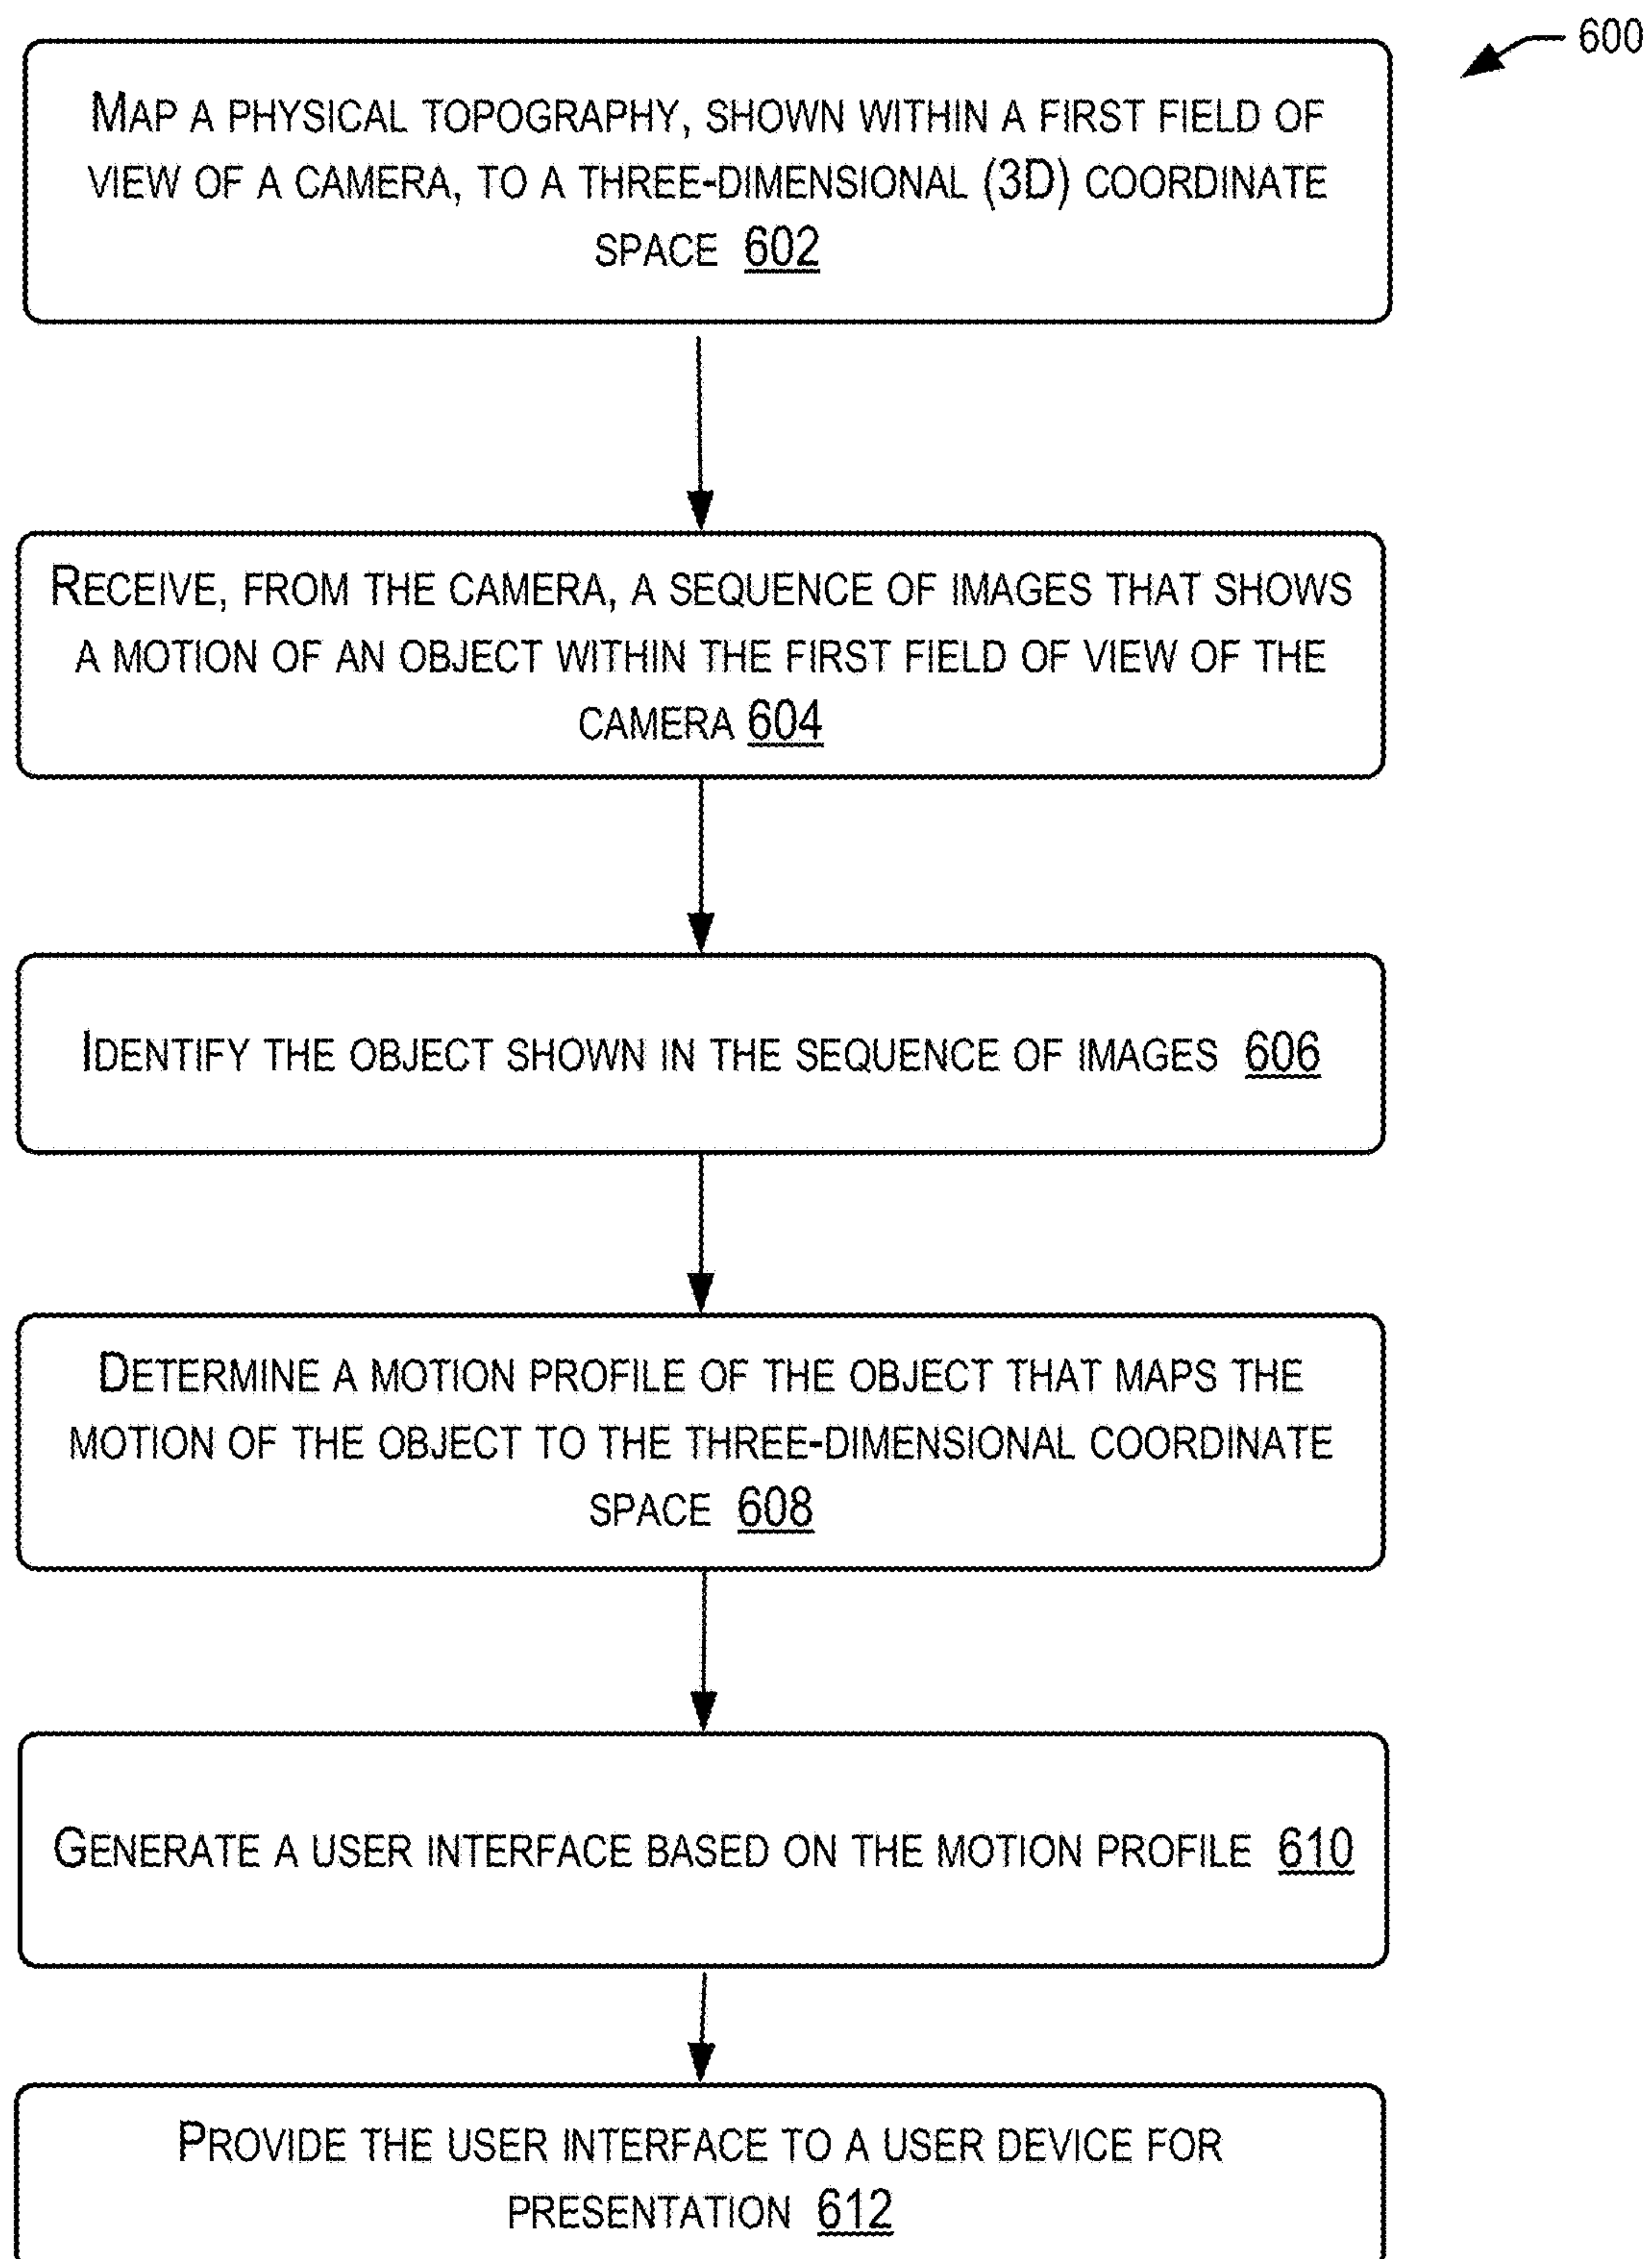 600
MAP A PHYSICAL TOPOGRAPHY, SHOWN WITHIN A FIRST FIELD OF
VIEW OF A CAMERA, TO A THREE-DIMENSIONAL (3D) COORDINATE
SPACE 602
RECEIVE, FROM THE CAMERA, A SEQUENCE OF IMAGES THAT SHOWS
A MOTION OF AN OBJECT WITHIN THE FIRST FIELD OF VIEW OF THE
CAMERA 604
IDENTIFY THE OBJECT SHOWN IN THE SEQUENCE OF IMAGES 606
DETERMINE A MOTION PROFILE OF THE OBJECT THAT MAPS THE
MOTION OF THE OBJECT TO THE THREE-DIMENSIONAL COORDINATE
SPACE 608
GENERATE A USER INTERFACE BASED ON THE MOTION PROFILE 610
PROVIDE THE USER INTERFACE TO A USER DEVICE FOR
PRESENTATION 612